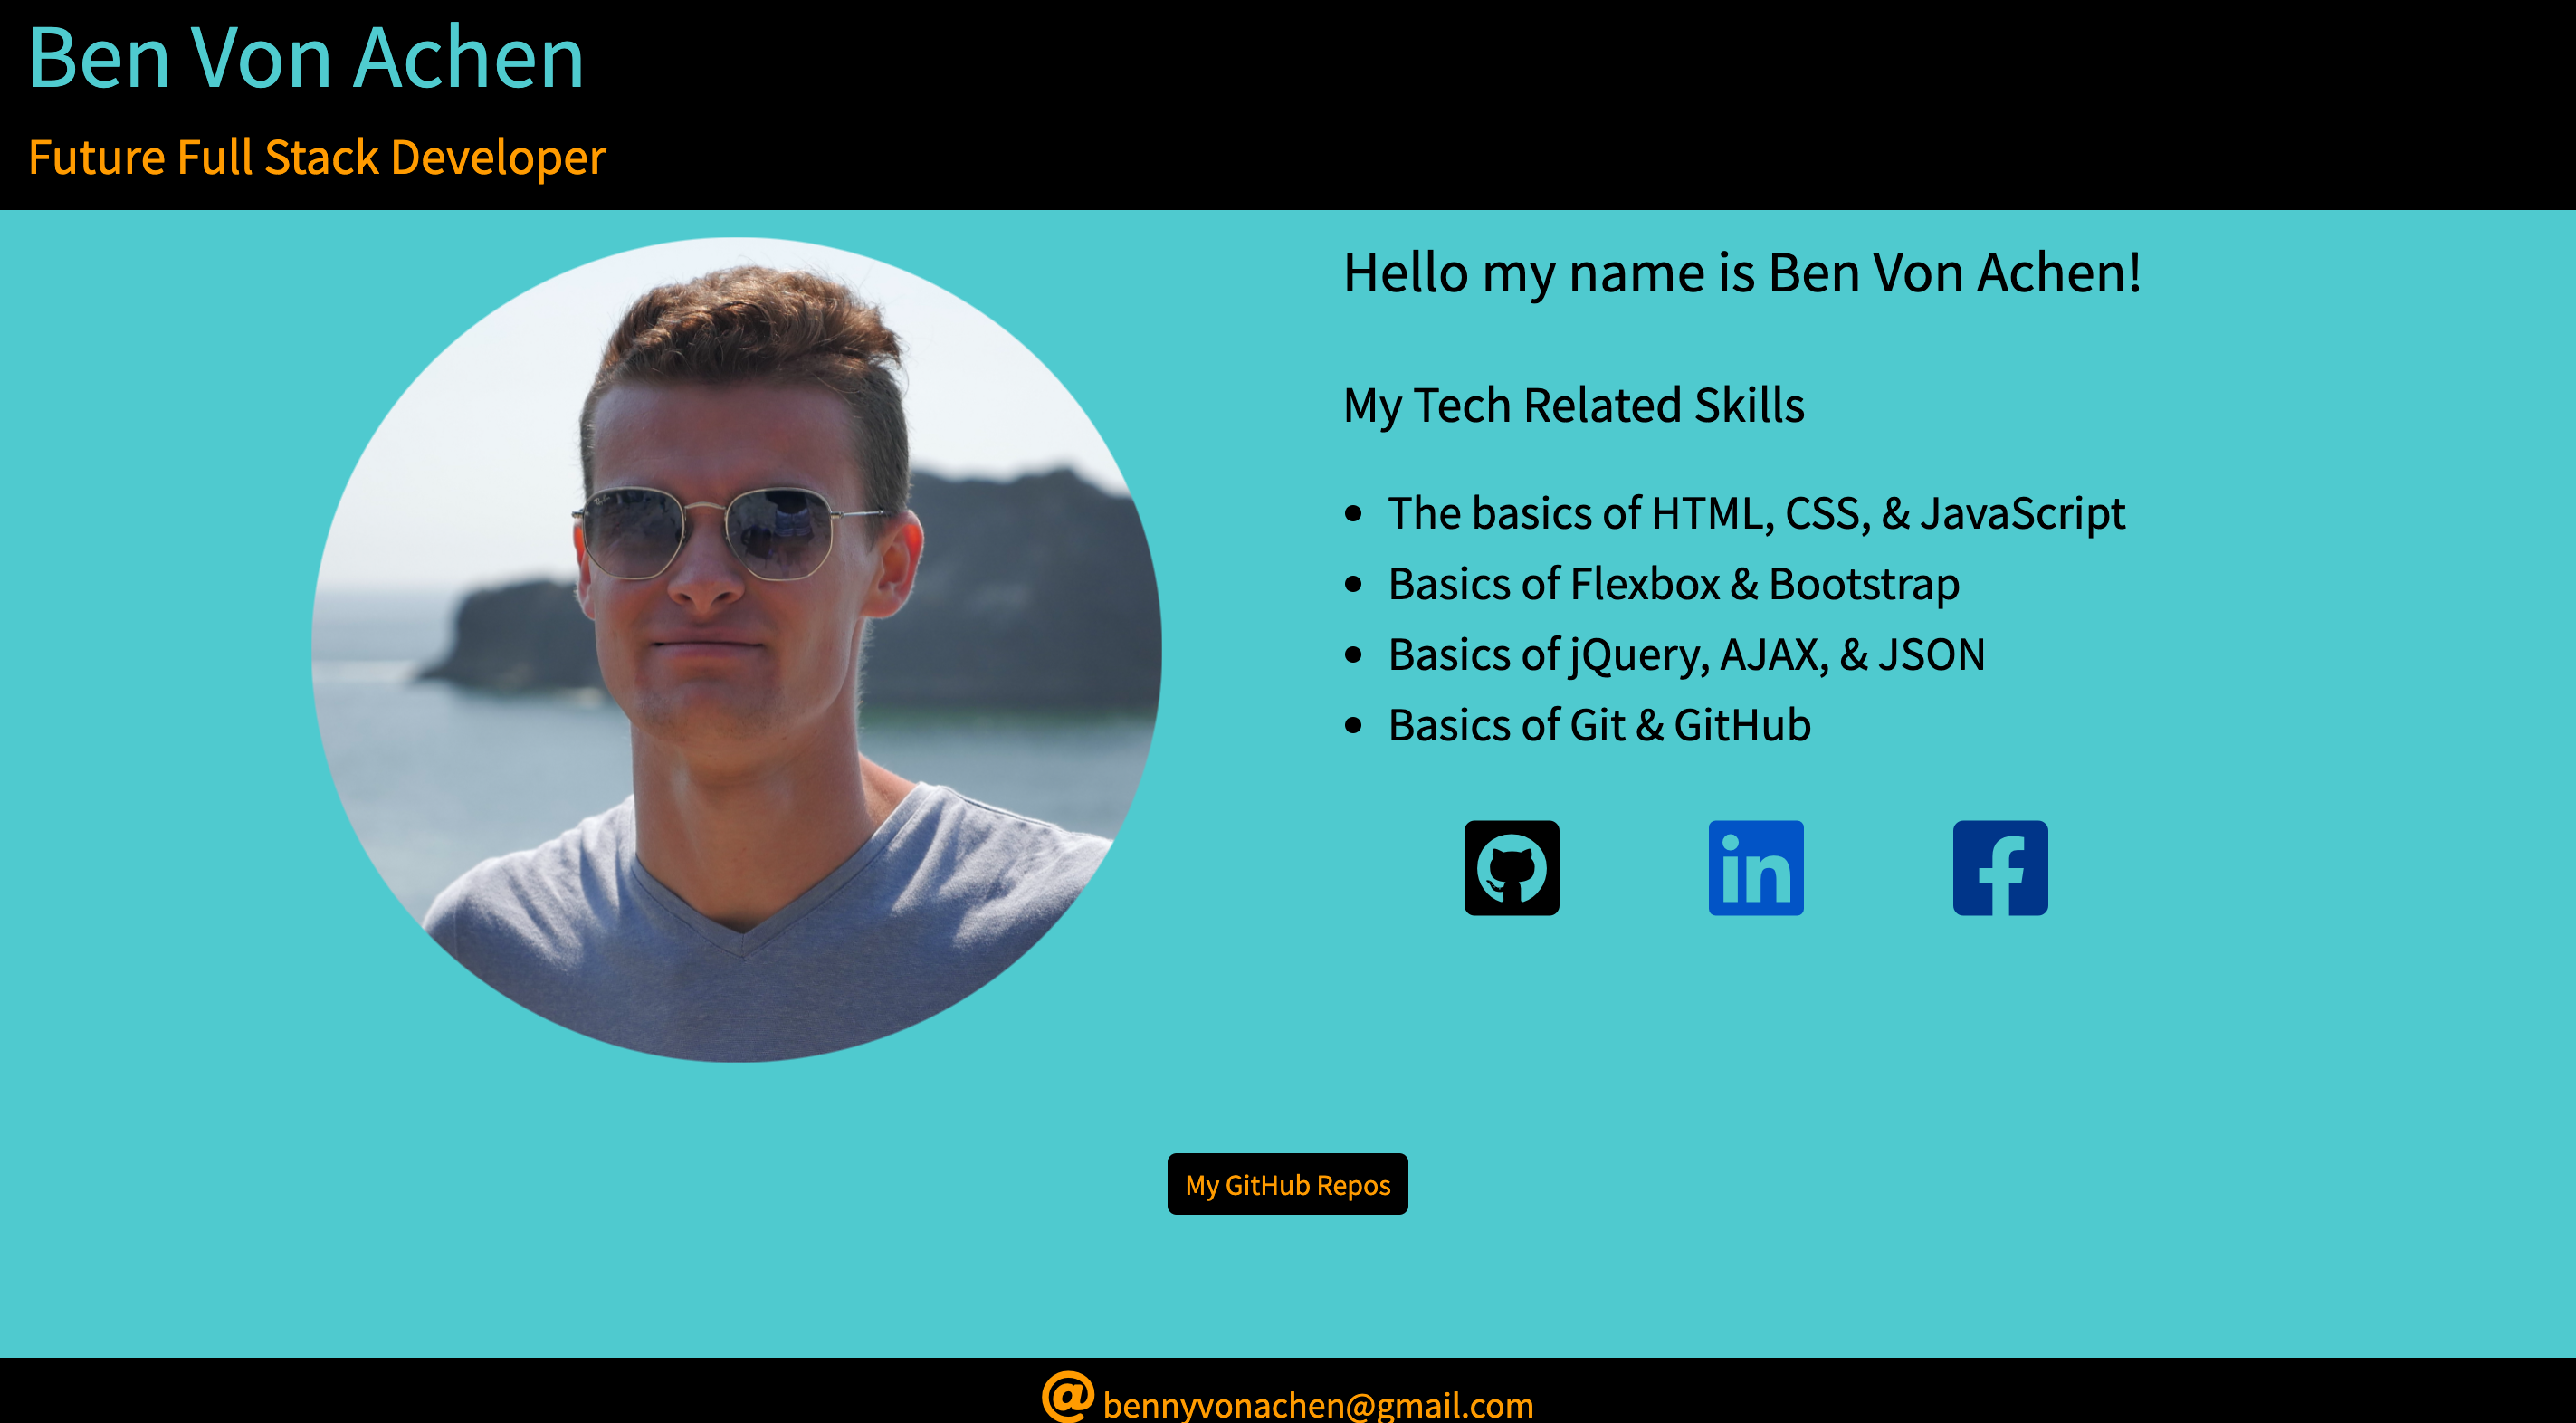 Ben Von Achen
Future Full Stack Developer
Hello my name is Ben Von Achen!
My Tech Related Skills
• The basics of HTML, CSS, & JavaScript
• Basics of Flexbox & Bootstrap
• Basics of jQuery, AJAX, & JSON
• Basics of Git & GitHub
in f
My GitHub Repos
@ bennyvonachen@gmail.com